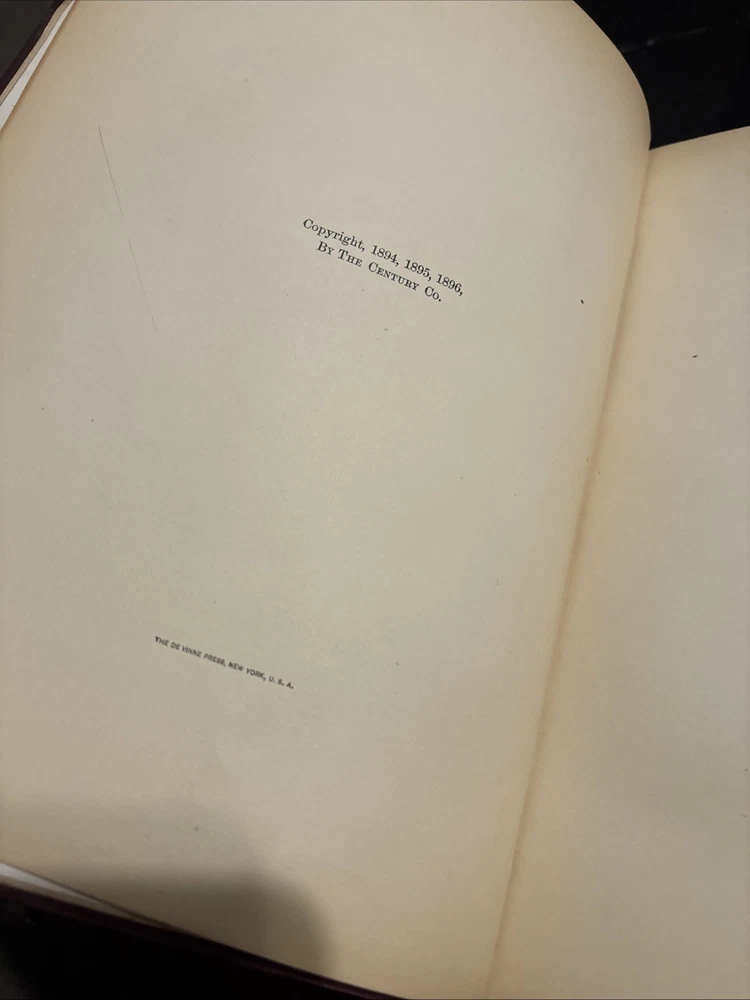 Copyright, 1894, 1895, 1896,
By The Century Co.
THE DE VINNE PRESS, NEW YORK, U. S. A.